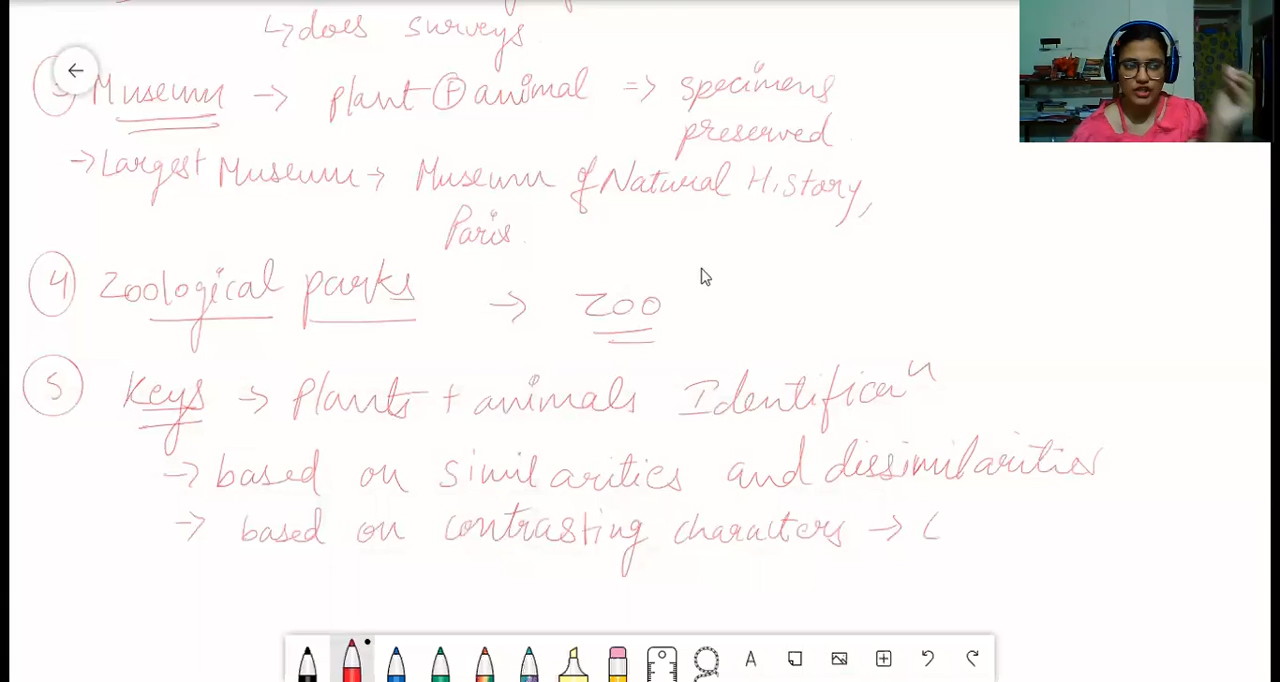 ↳ does surveys
Museum → plant + animal ⇒ specimens
preserved
→ Largest Museum → Museum of Natural History,
Paris
4 Zoological parks → Zoo
5 Keys → Plants + animals Identificaⁿ
→ based on similarities and dissimilarities
→ based on contrasting characters → C
A